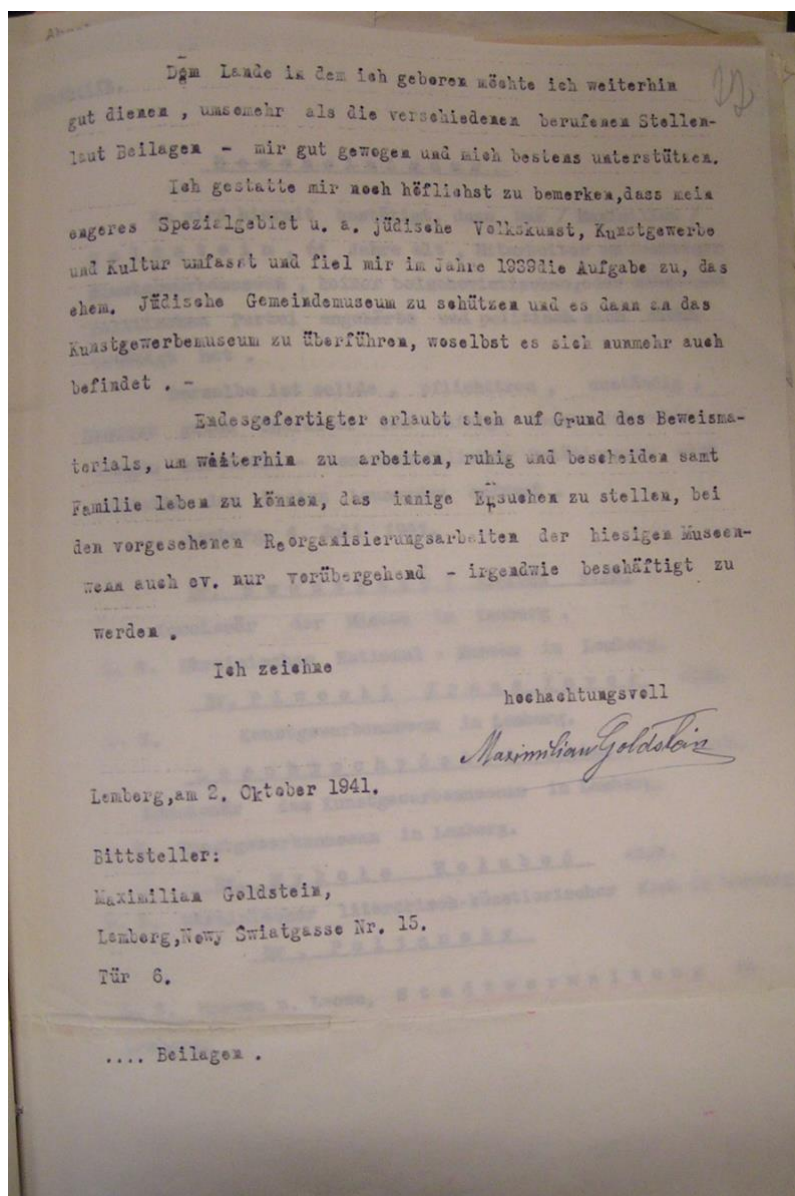 27
Dem Lande in dem ich geboren möchte ich weiterhin
gut dienen , umsomehr als die verschiedenen berufenen Stellen-
laut Beilagen - mir gut gewogen und mich bestens unterstützen.
Ich gestatte mir noch höflichst zu bemerken,dass mein
engeres Spezialgebiet u. a. jüdische Volkskunst, Kunstgewerbe
und Kultur umfasst und fiel mir im Jahre 1939die Aufgabe zu, das
ehem. Jüdische Gemeindemuseum zu schützen und es dann an das
Kunstgewerbemuseum zu überführen, woselbst es sich nunmehr auch
befindet . -
Endesgefertigter erlaubt sich auf Grund des Beweisma-
terials, um weiterhin zu arbeiten, ruhig und bescheiden samt
Familie leben zu können, das innige Ersuchen zu stellen, bei
den vorgesehenen Reorganisierungsarbeiten der hiesigen Museen-
wenn auch ev. nur vorübergehend - irgendwie beschäftigt zu
werden .
Ich zeichne
hochachtungsvoll
Maximilian Goldstein
Lemberg,am 2. Oktober 1941.
Bittsteller:
Maximilian Goldstein,
Lemberg,Nowy Swiatgasse Nr. 15.
Tür 6.
.... Beilagen .